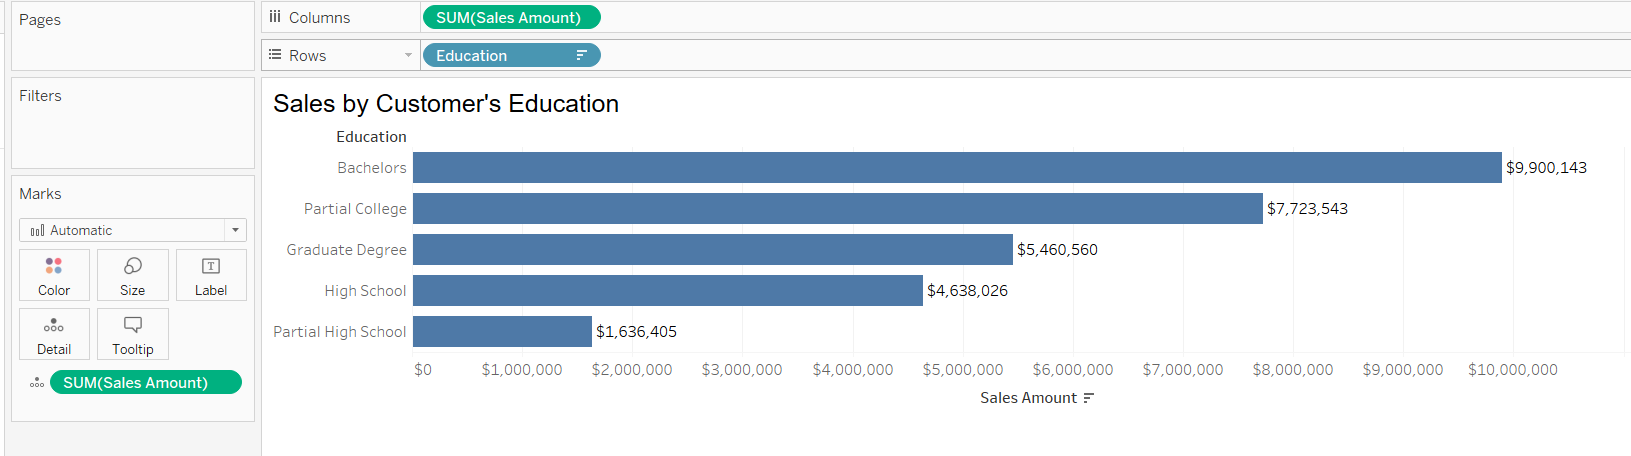 Pages
Columns
SUM(Sales Amount)
Rows
Education
Filters
Marks
Automatic
Color
Size
Label
Detail
Tooltip
SUM(Sales Amount)
Sales by Customer's Education
Education
Bachelors $9,900,143
Partial College $7,723,543
Graduate Degree $5,460,560
High School $4,638,026
Partial High School $1,636,405
$0 $1,000,000 $2,000,000 $3,000,000 $4,000,000 $5,000,000 $6,000,000 $7,000,000 $8,000,000 $9,000,000 $10,000,000
Sales Amount